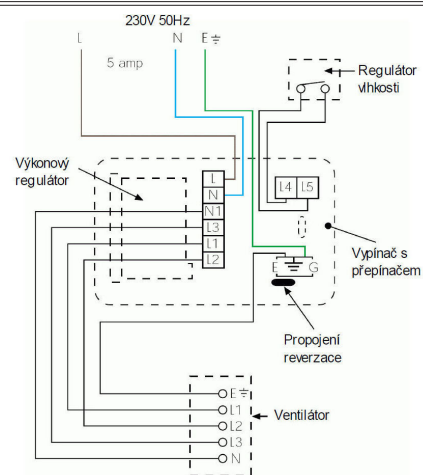 230V 50Hz
L N E
5 amp
Regulátor
vlhkosti
Výkonový
regulátor
L
N
N1
L3
L1
L2
L4 L5
Vypínač s
přepínačem
E G
Propojení
reverzace
E
L1
L2
L3
N
Ventilátor